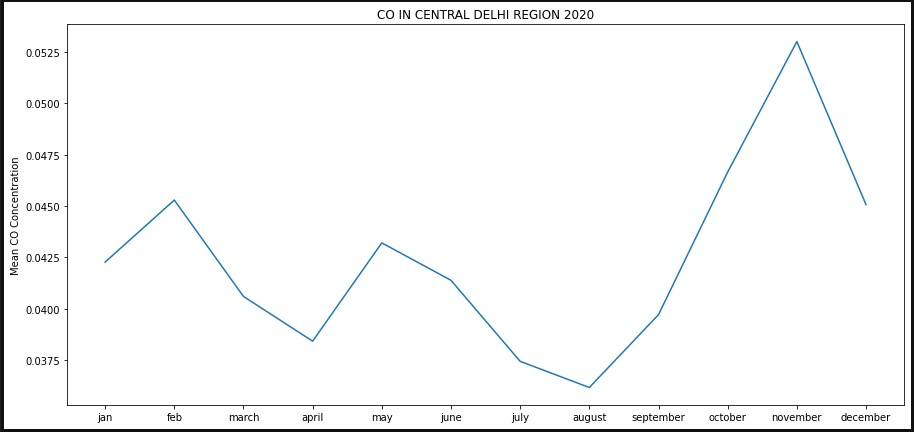 CO IN CENTRAL DELHI REGION 2020
Mean CO Concentration
0.0525
0.0500
0.0475
0.0450
0.0425
0.0400
0.0375
jan feb march april may june july august september october november december